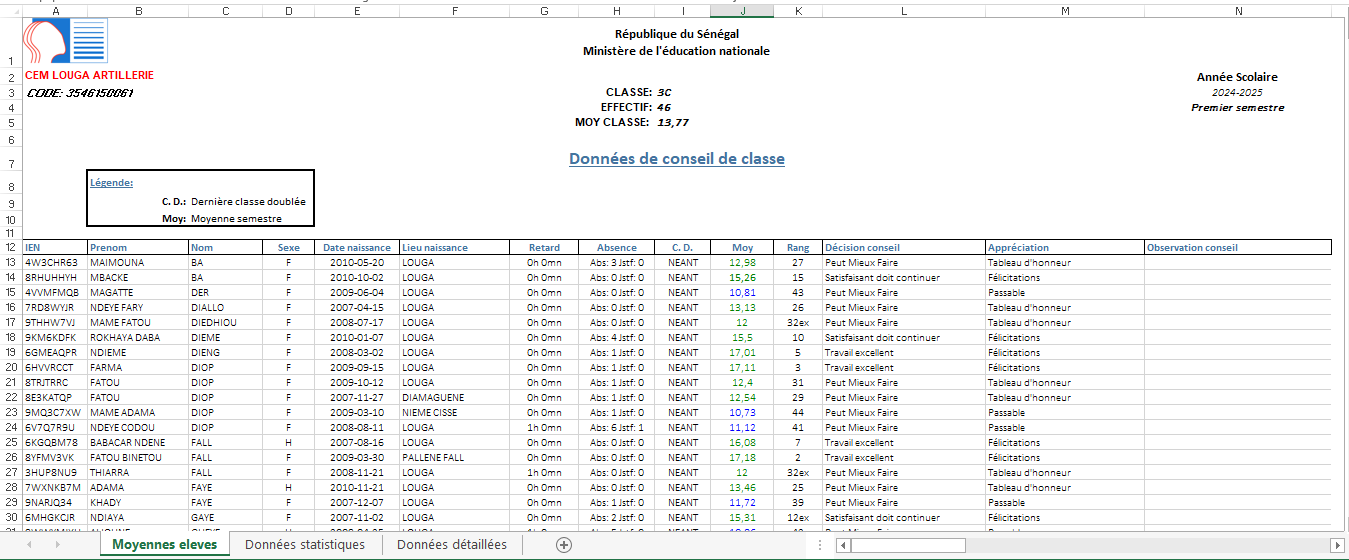 A B C D E F G H I J K L M N
1
République du Sénégal
Ministère de l'éducation nationale
2 CEM LOUGA ARTILLERIE Année Scolaire
3 CODE: 3546150061 CLASSE: 3C 2024-2025
4 EFFECTIF: 46 Premier semestre
5 MOY CLASSE: 13,77
6
7 Données de conseil de classe
8 Légende:
9 C. D.: Dernière classe doublée
10 Moy: Moyenne semestre
11
12 IEN Prenom Nom Sexe Date naissance Lieu naissance Retard Absence C. D. Moy Rang Décision conseil Appréciation Observation conseil
13 4W3CHR63 MAIMOUNA BA F 2010-05-20 LOUGA 0h 0mn Abs: 3 Jstf: 0 NEANT 12,98 27 Peut Mieux Faire Tableau d'honneur
14 8RHUHHYH MBACKE BA F 2010-10-02 LOUGA 0h 0mn Abs: 0 Jstf: 0 NEANT 15,26 15 Satisfaisant doit continuer Félicitations
15 4VVMFMQB MAGATTE DER F 2009-06-04 LOUGA 0h 0mn Abs: 0 Jstf: 0 NEANT 10,81 43 Peut Mieux Faire Passable
16 7RD8WYJR NDEYE FARY DIALLO F 2007-04-15 LOUGA 0h 0mn Abs: 0 Jstf: 0 NEANT 13,13 26 Peut Mieux Faire Tableau d'honneur
17 9THHW7VJ MAME FATOU DIEDHIOU F 2008-07-17 LOUGA 0h 0mn Abs: 0 Jstf: 0 NEANT 12 32ex Peut Mieux Faire Tableau d'honneur
18 9KM6KDFK ROKHAYA DABA DIEME F 2010-01-07 LOUGA 0h 0mn Abs: 4 Jstf: 0 NEANT 15,5 10 Satisfaisant doit continuer Félicitations
19 6GMEAQPR NDIEME DIENG F 2008-03-02 LOUGA 0h 0mn Abs: 1 Jstf: 0 NEANT 17,01 5 Travail excellent Félicitations
20 6HVVRCCT FARMA DIOP F 2009-09-15 LOUGA 0h 0mn Abs: 1 Jstf: 0 NEANT 17,11 3 Travail excellent Félicitations
21 8TRJTRRC FATOU DIOP F 2009-10-12 LOUGA 0h 0mn Abs: 1 Jstf: 0 NEANT 12,4 31 Peut Mieux Faire Tableau d'honneur
22 8E3KATQP FATOU DIOP F 2007-11-27 DIAMAGUENE 0h 0mn Abs: 1 Jstf: 0 NEANT 12,54 29 Peut Mieux Faire Tableau d'honneur
23 9MQ3C7XW MAME ADAMA DIOP F 2009-03-10 NIEME CISSE 0h 0mn Abs: 1 Jstf: 0 NEANT 10,73 44 Peut Mieux Faire Passable
24 6V7Q7R9U NDEYE CODOU DIOP F 2008-08-11 LOUGA 1h 0mn Abs: 6 Jstf: 1 NEANT 11,12 41 Peut Mieux Faire Passable
25 6KGQBM78 BABACAR NDENE FALL H 2007-08-16 LOUGA 0h 0mn Abs: 0 Jstf: 0 NEANT 16,08 7 Travail excellent Félicitations
26 8YFMV3VK FATOU BINETOU FALL F 2009-03-30 PALLENE FALL 0h 0mn Abs: 0 Jstf: 0 NEANT 17,18 2 Travail excellent Félicitations
27 3HUP8NU9 THIARRA FALL F 2008-11-21 LOUGA 1h 0mn Abs: 0 Jstf: 0 NEANT 12 32ex Peut Mieux Faire Tableau d'honneur
28 7WXNKB7M ADAMA FAYE H 2010-11-21 LOUGA 0h 0mn Abs: 0 Jstf: 0 NEANT 13,46 25 Peut Mieux Faire Tableau d'honneur
29 9NARJQ34 KHADY FAYE F 2007-12-07 LOUGA 0h 0mn Abs: 1 Jstf: 0 NEANT 11,72 39 Peut Mieux Faire Passable
30 6MHGKCJR NDIAYA GAYE F 2007-11-02 LOUGA 0h 0mn Abs: 2 Jstf: 0 NEANT 15,31 12ex Satisfaisant doit continuer Félicitations
Moyennes eleves Données statistiques Données détaillées